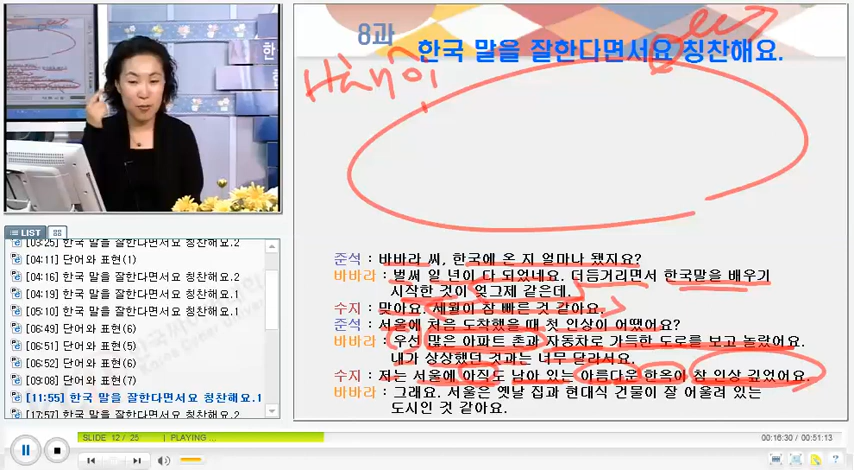 8과 한국 말을 잘한다면서요 칭찬해요.
준석 : 바바라 씨, 한국에 온 지 얼마나 됐지요?
바바라 : 벌써 일 년이 다 되었네요. 더듬거리면서 한국말을 배우기
시작한 것이 엊그제 같은데.
수지 : 맞아요. 세월이 참 빠른 것 같아요.
준석 : 서울에 처음 도착했을 때 첫 인상이 어땠어요?
바바라 : 우선 많은 아파트 촌과 자동차로 가득한 도로를 보고 놀랐어요.
내가 상상했던 것과는 너무 달라서요.
수지 : 저는 서울에 아직도 남아 있는 아름다운 한옥이 참 인상 깊었어요.
바바라 : 그래요. 서울은 옛날 집과 현대식 건물이 잘 어울려 있는
도시인 것 같아요.
LIST
[03:25] 한국 말을 잘한다면서요 칭찬해요.2
[04:11] 단어와 표현(1)
[04:19] 한국 말을 잘한다면서요 칭찬해요.2
[04:19] 한국 말을 잘한다면서요 칭찬해요.1
[05:10] 한국 말을 잘한다면서요 칭찬해요.1
[06:49] 단어와 표현(6)
[06:51] 단어와 표현(5)
[06:52] 단어와 표현(6)
[09:08] 단어와 표현(7)
[11:55] 한국 말을 잘한다면서요 칭찬해요.1
[17:57] 한국 말을 잘한다면서요 칭찬해요.2
SLIDE 12 / 25 | PLAYING ...
00:16:30 / 00:51:13